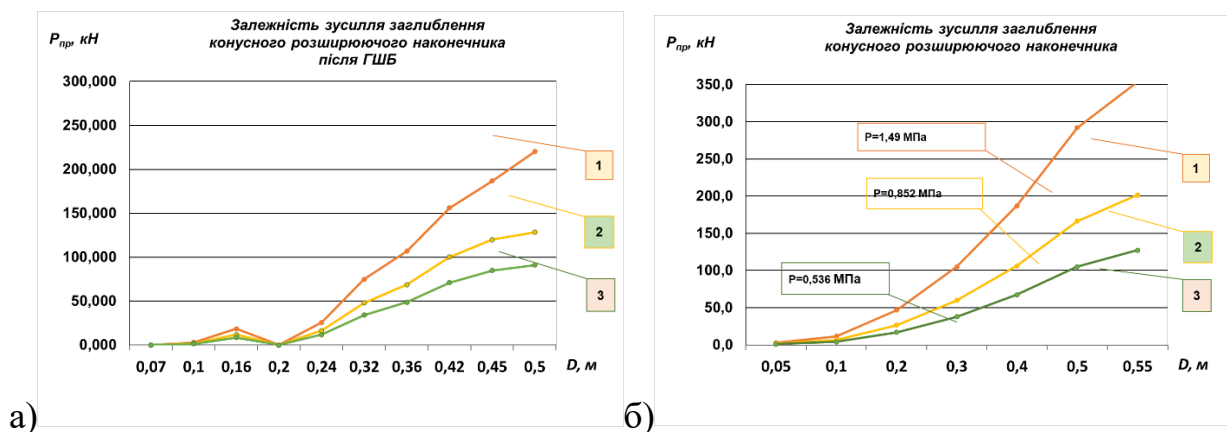 Залежність зусилля заглиблення
конусного розширюючого наконечника
після ГШБ
Pпр, кН
300,000
250,000
200,000
150,000
100,000
50,000
0,000
0,07 0,1 0,16 0,2 0,24 0,32 0,36 0,42 0,45 0,5 D, м
1
2
3
а)
Залежність зусилля заглиблення
конусного розширюючого наконечника
Pпр, кН
350,0
300,0
250,0
200,0
150,0
100,0
50,0
0,0
0,05 0,1 0,2 0,3 0,4 0,5 0,55 D, м
P=1,49 МПа
P=0,852 МПа
P=0,536 МПа
1
2
3
б)